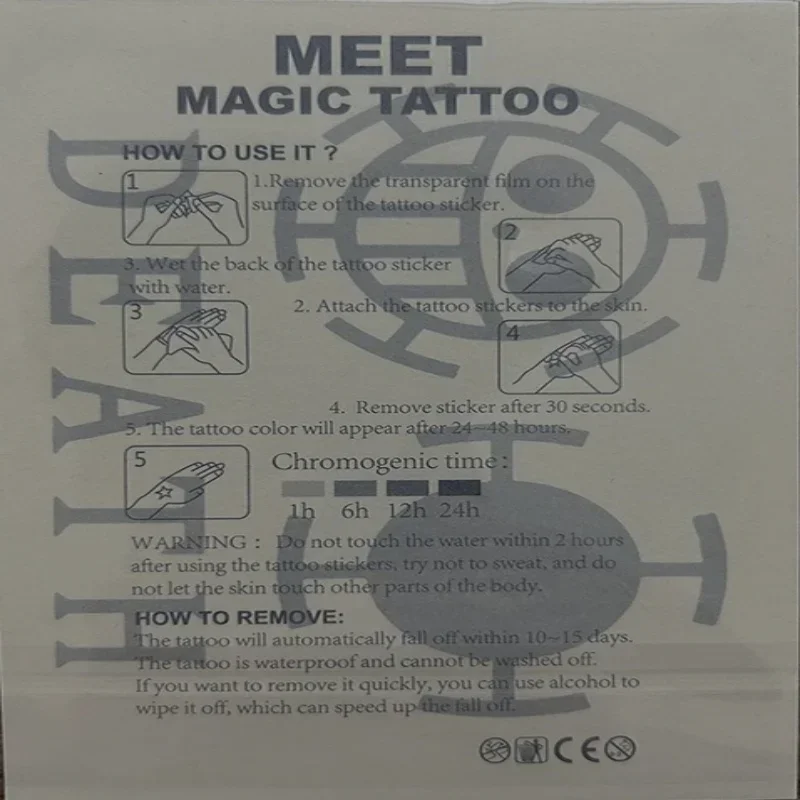 MEET
MAGIC TATTOO
HOW TO USE IT ?
1
1.Remove the transparent film on the
surface of the tattoo sticker.
2
3. Wet the back of the tattoo sticker
with water.
2. Attach the tattoo stickers to the skin.
3
4
4. Remove sticker after 30 seconds.
5. The tattoo color will appear after 24~48 hours.
5
Chromogenic time:
1h 6h 12h 24h
WARNING : Do not touch the water within 2 hours
after using the tattoo stickers, try not to sweat, and do
not let the skin touch other parts of the body.
HOW TO REMOVE:
The tattoo will automatically fall off within 10~15 days.
The tattoo is waterproof and cannot be washed off.
If you want to remove it quickly, you can use alcohol to
wipe it off, which can speed up the fall off.
CE
DEATH